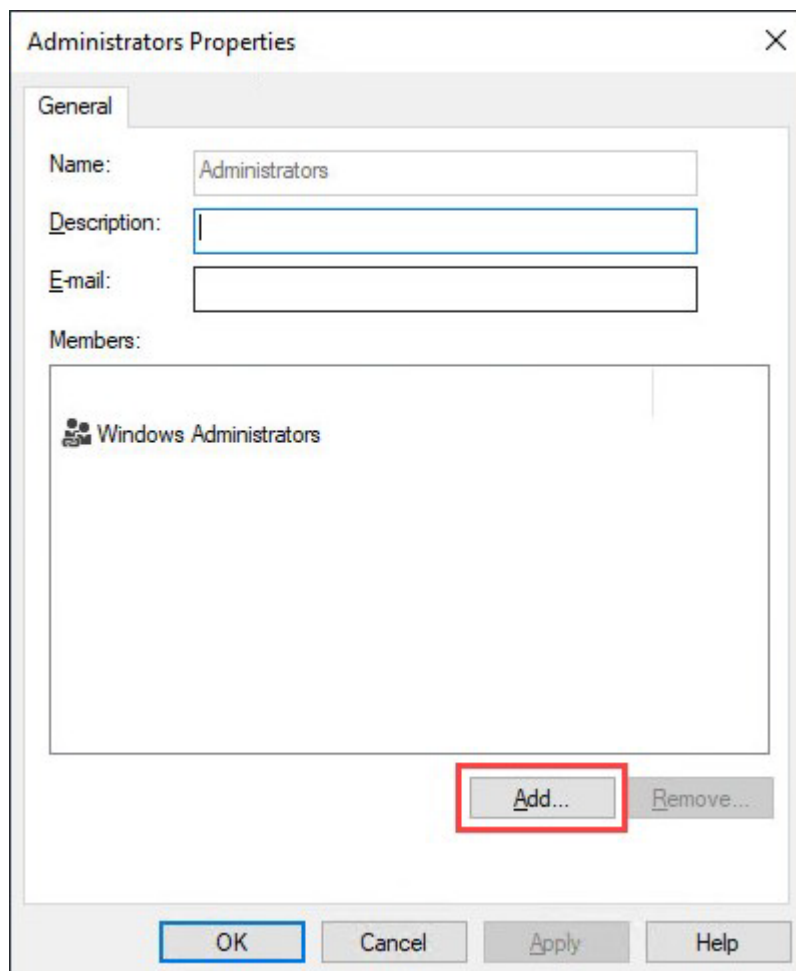 Administrators Properties
General
Name: Administrators
Description:
E-mail:
Members:
Windows Administrators
Add... Remove...
OK Cancel Apply Help